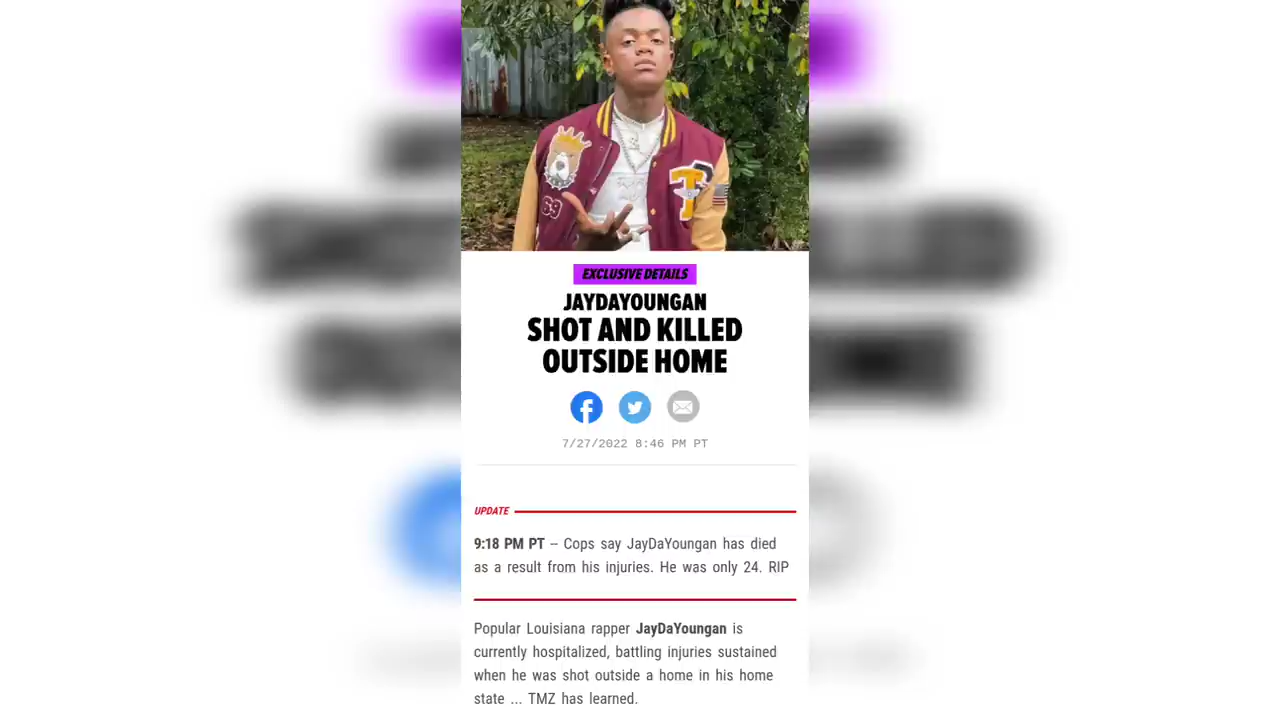 69
T
EXCLUSIVE DETAILS
JAYDAYOUNGAN
SHOT AND KILLED
OUTSIDE HOME
7/27/2022 8:46 PM PT
UPDATE
9:18 PM PT – Cops say JayDaYoungan has died
as a result from his injuries. He was only 24. RIP
Popular Louisiana rapper JayDaYoungan is
currently hospitalized, battling injuries sustained
when he was shot outside a home in his home
state ... TMZ has learned.